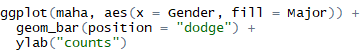 ggplot(maha, aes(x = Gender, fill = Major)) +
  geom_bar(position = "dodge") +
  ylab("counts")